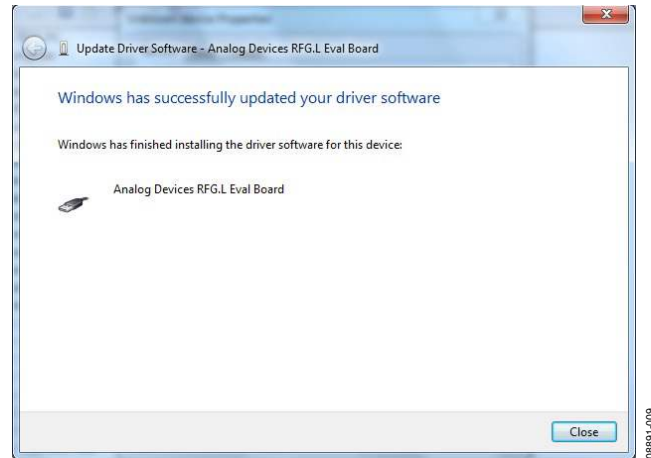 Update Driver Software - Analog Devices RFG.L Eval Board
Windows has successfully updated your driver software
Windows has finished installing the driver software for this device:
Analog Devices RFG.L Eval Board
Close
08891-009